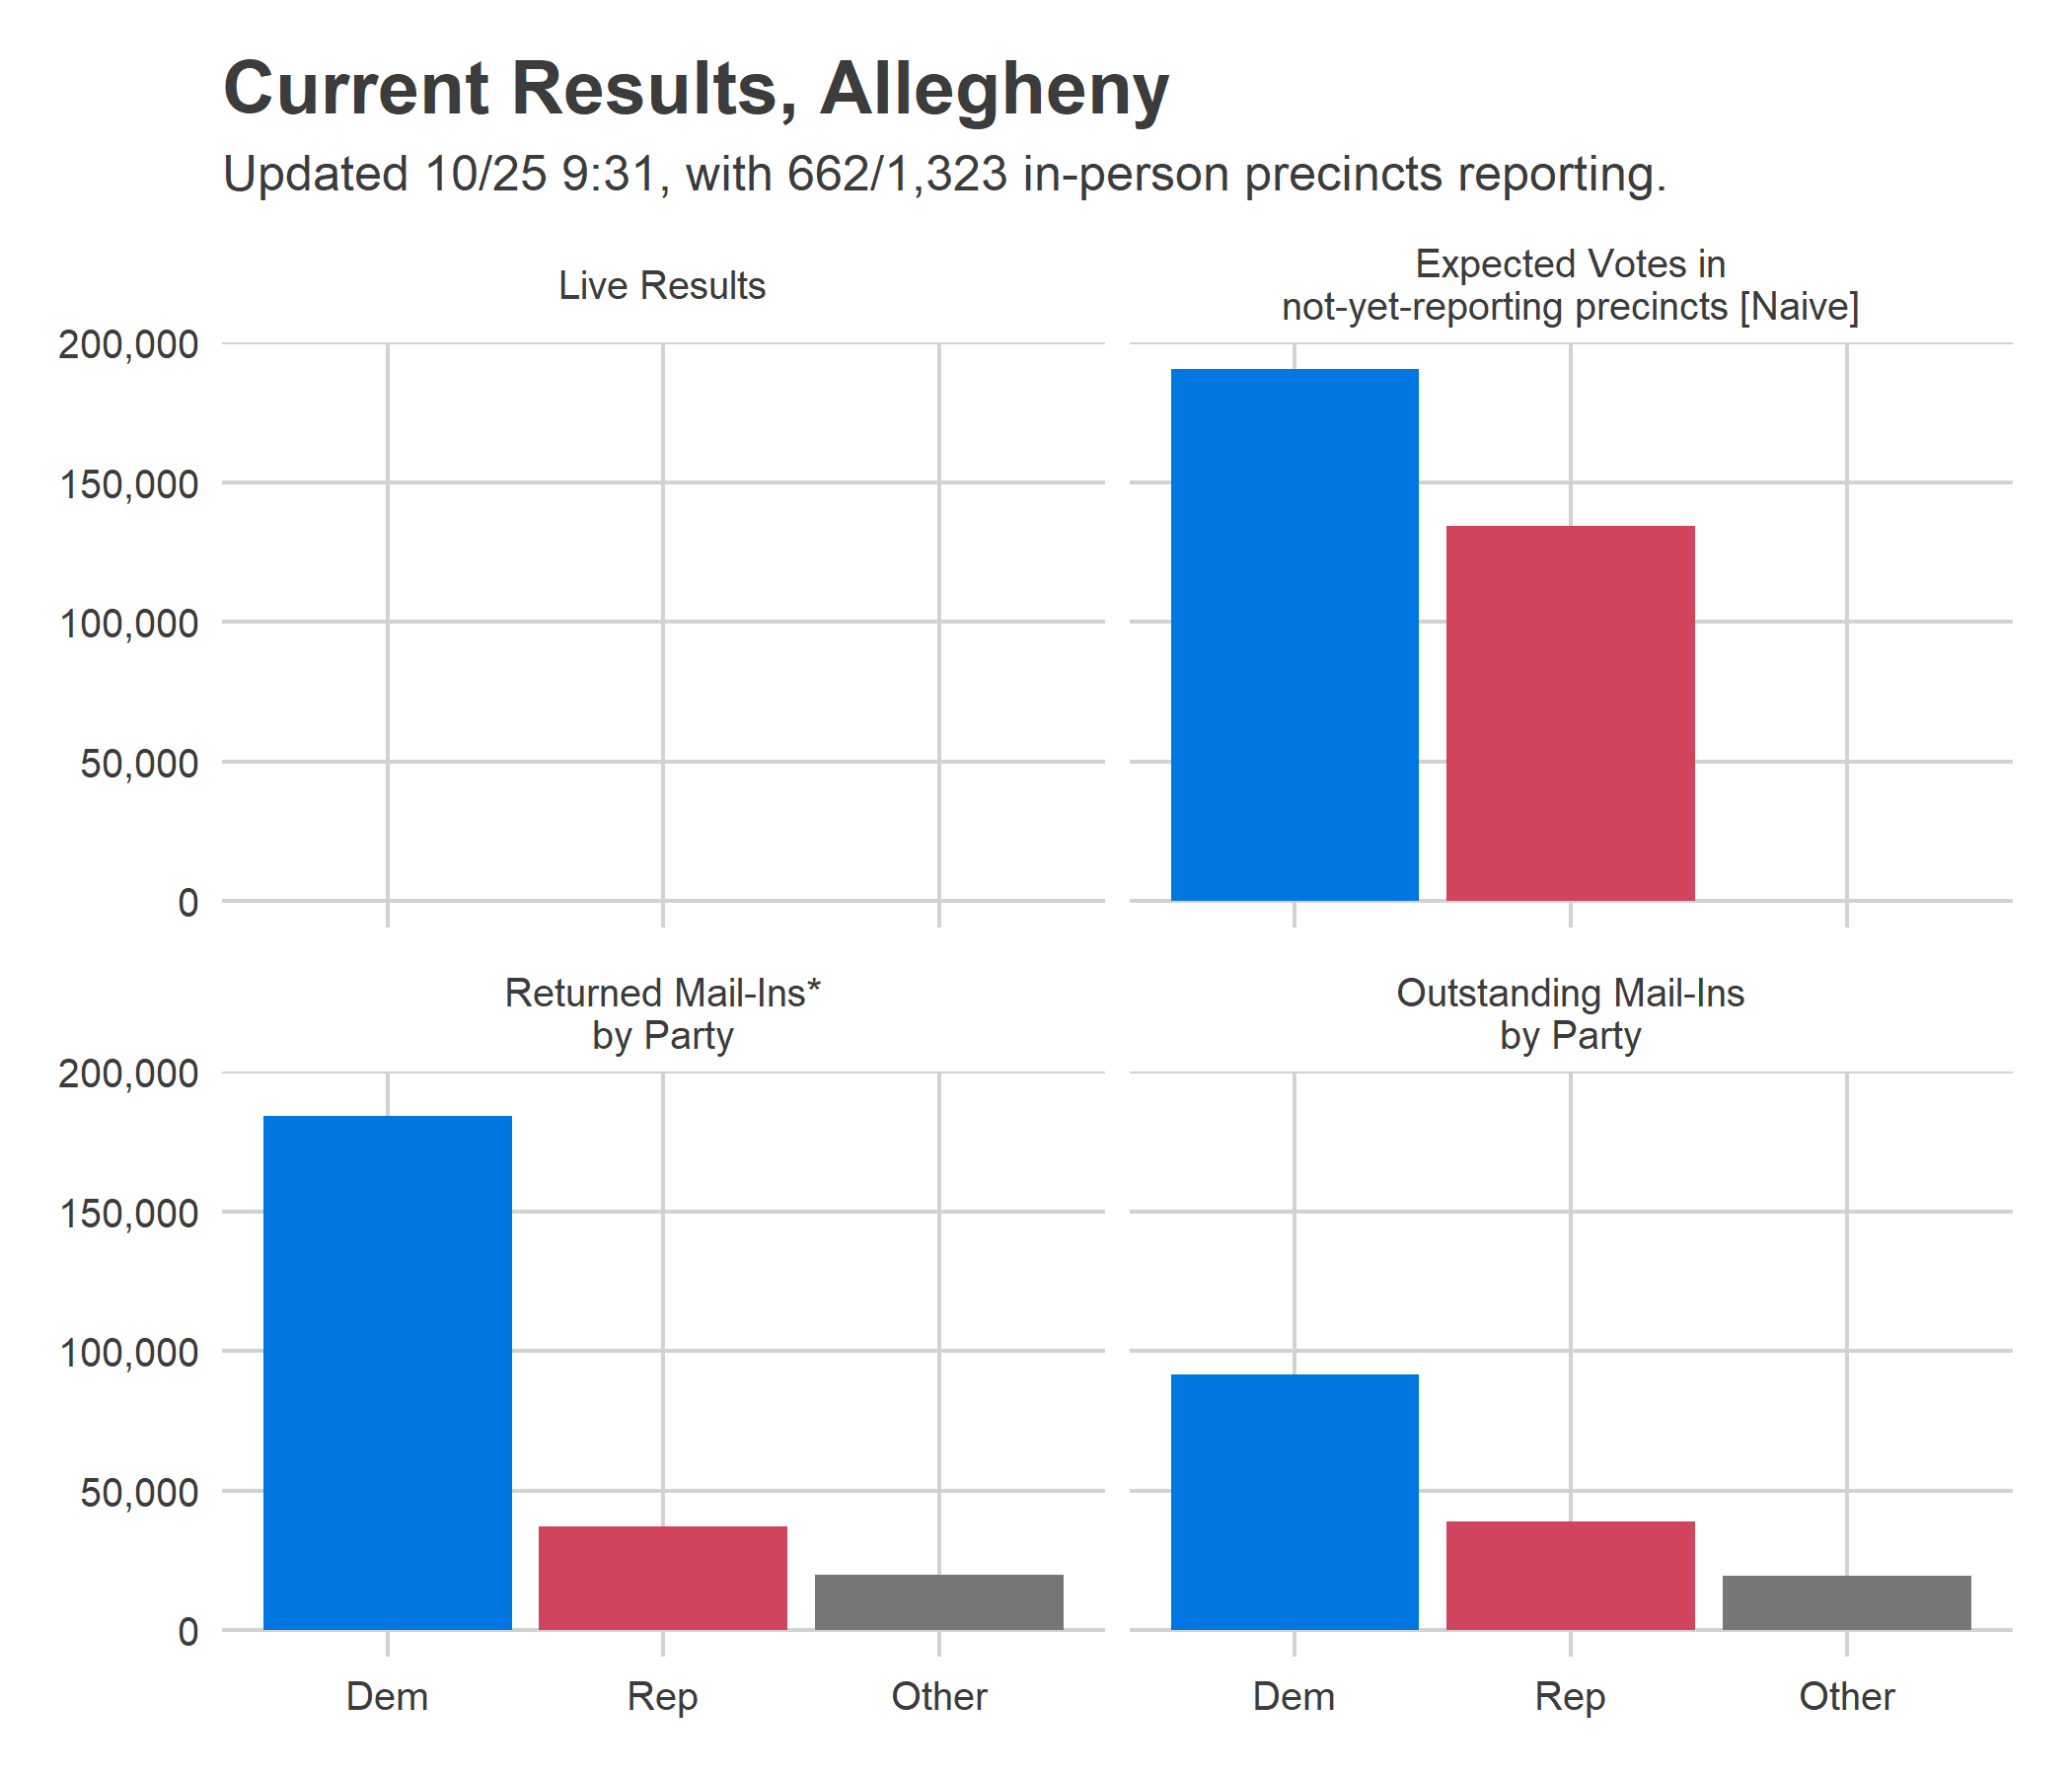 Current Results, Allegheny
Updated 10/25 9:31, with 662/1,323 in-person precincts reporting.
Live Results
Expected Votes in
not-yet-reporting precincts [Naive]
200,000
150,000
100,000
50,000
0
Returned Mail-Ins*
by Party
Outstanding Mail-Ins
by Party
200,000
150,000
100,000
50,000
0
Dem
Rep
Other
Dem
Rep
Other